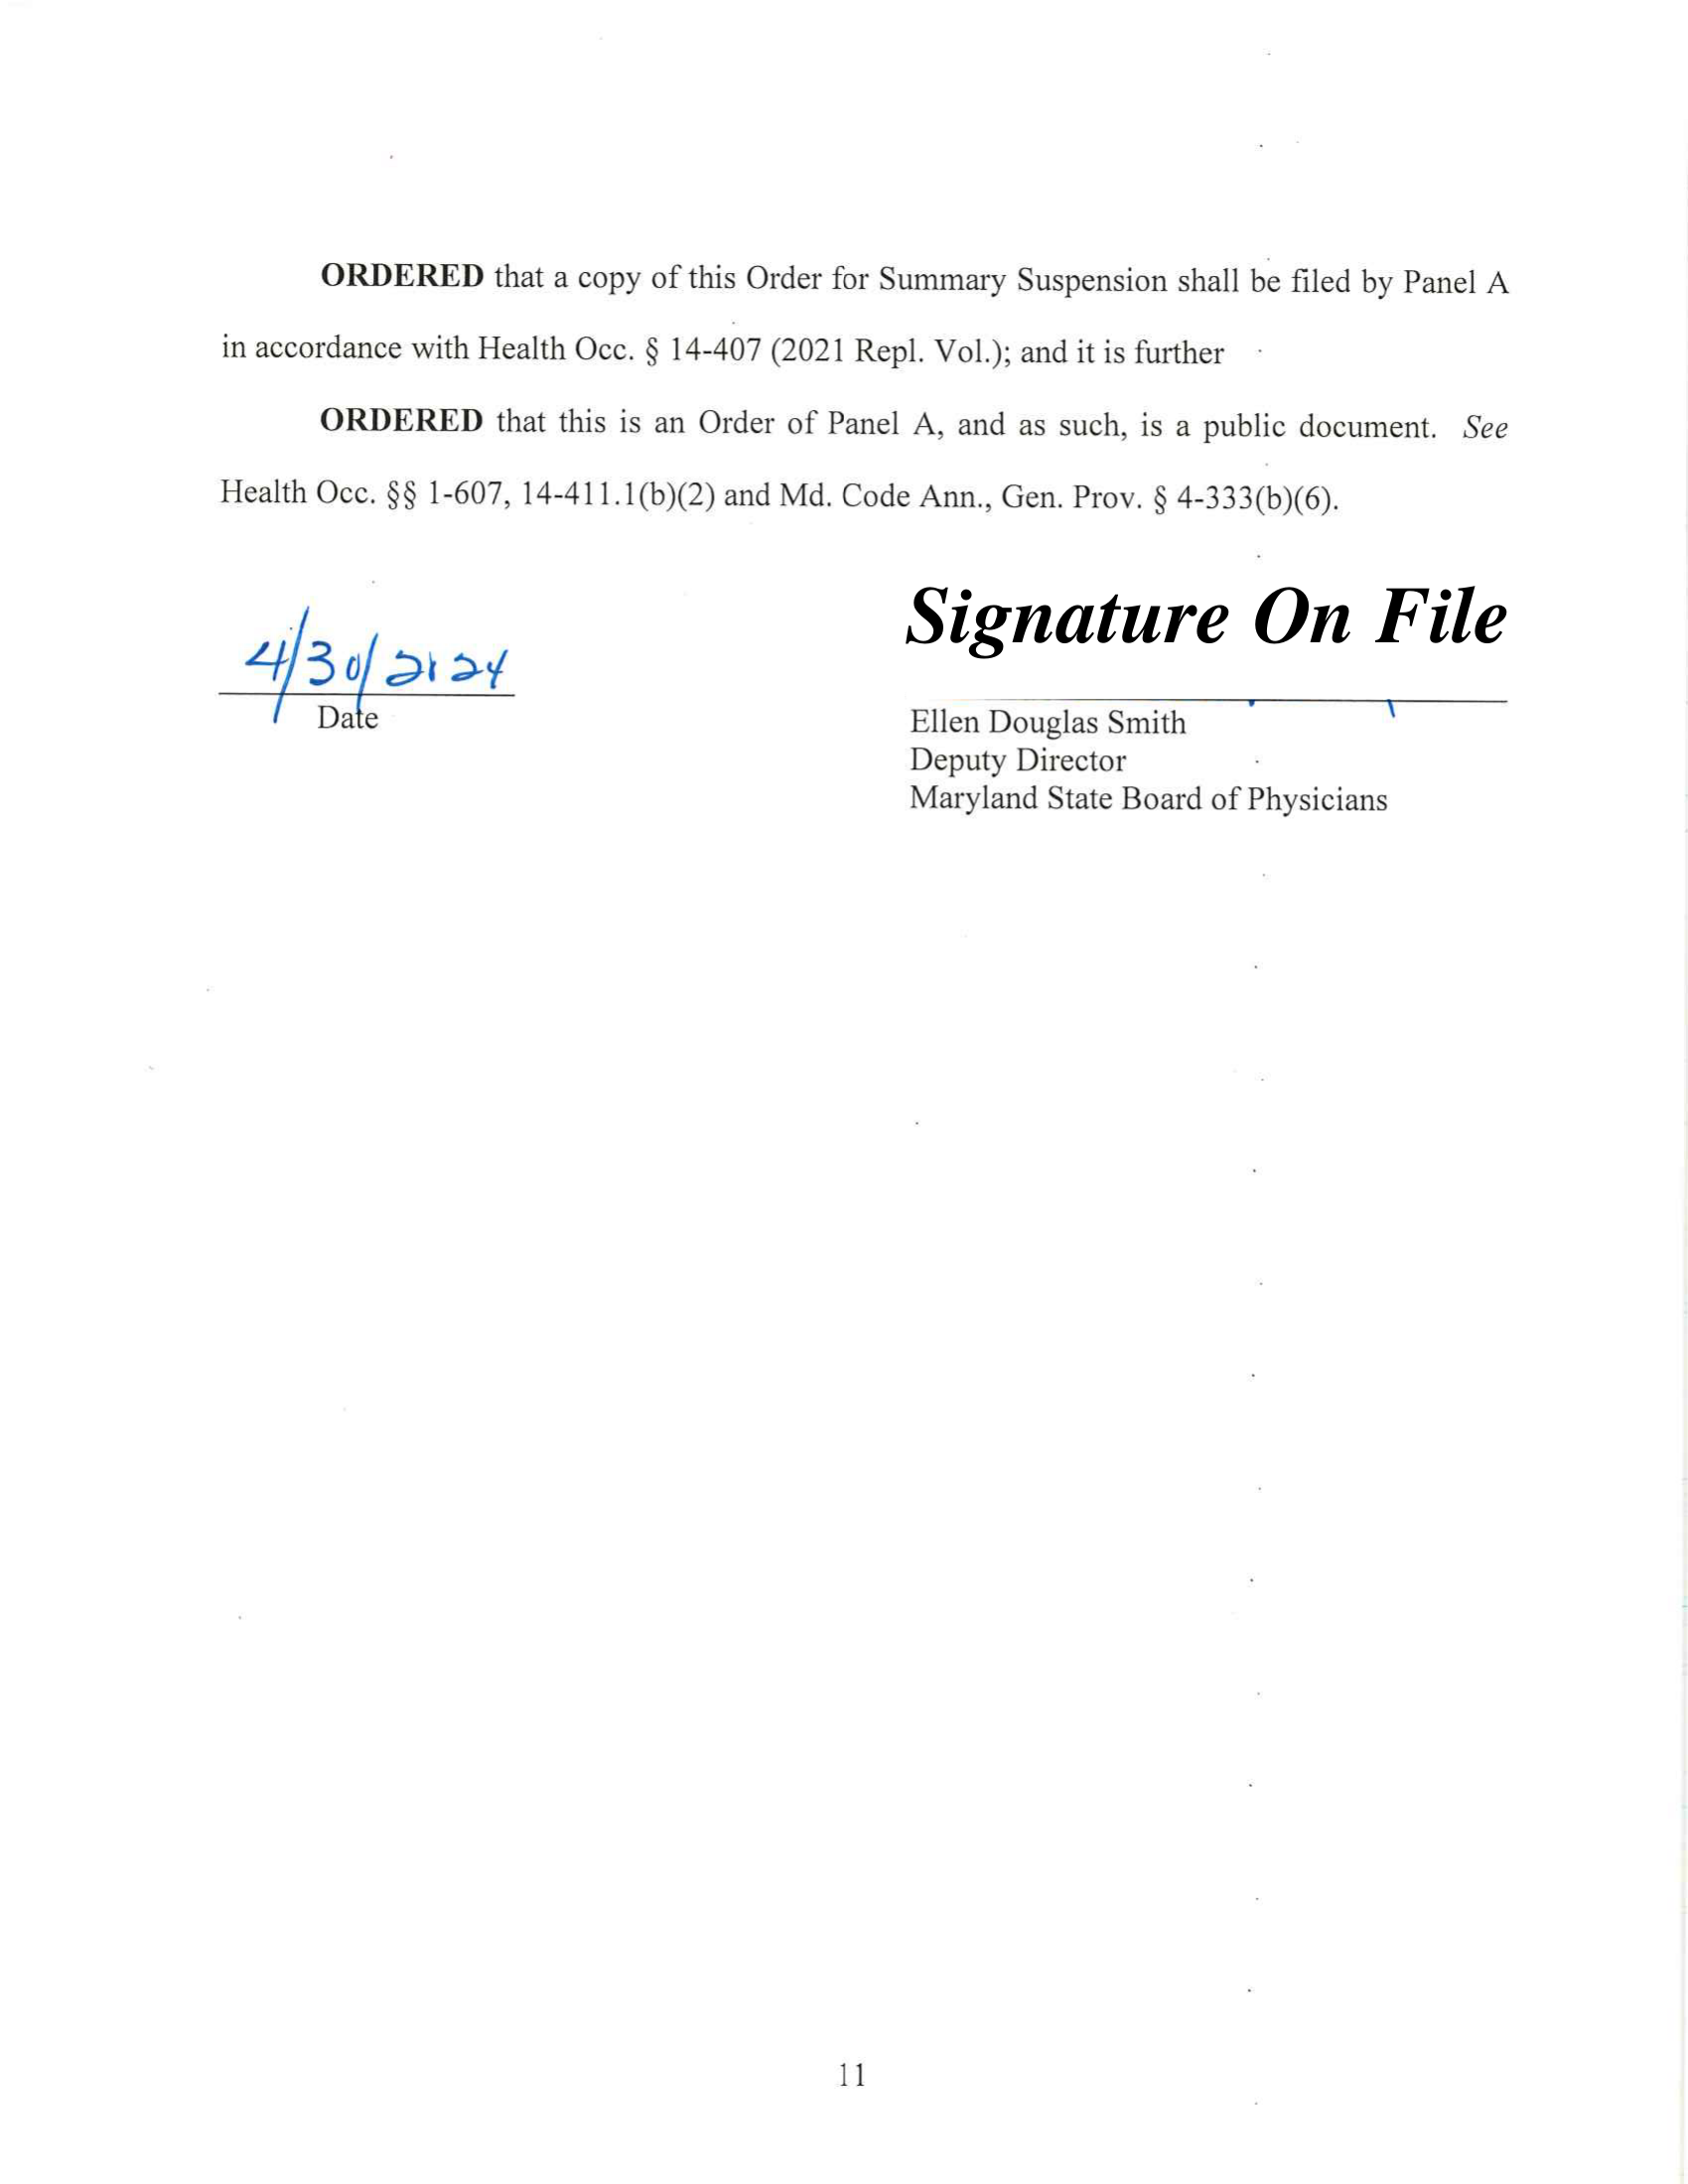 ORDERED that a copy of this Order for Summary Suspension shall be filed by Panel A
in accordance with Health Occ. § 14-407 (2021 Repl. Vol.); and it is further
ORDERED that this is an Order of Panel A, and as such, is a public document. See
Health Occ. §§ 1-607, 14-411.1(b)(2) and Md. Code Ann., Gen. Prov. § 4-333(b)(6).
Signature On File
4/30/2024
Date
Ellen Douglas Smith
Deputy Director
Maryland State Board of Physicians
11